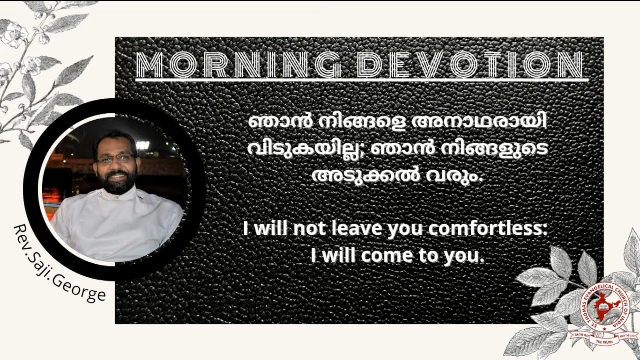 MORNING DEVOTION
ഞാൻ നിങ്ങളെ അനാഥരായി
വിടുകയില്ല; ഞാൻ നിങ്ങളുടെ
അടുക്കൽ വരും.
I will not leave you comfortless:
I will come to you.
Rev.Saji.George